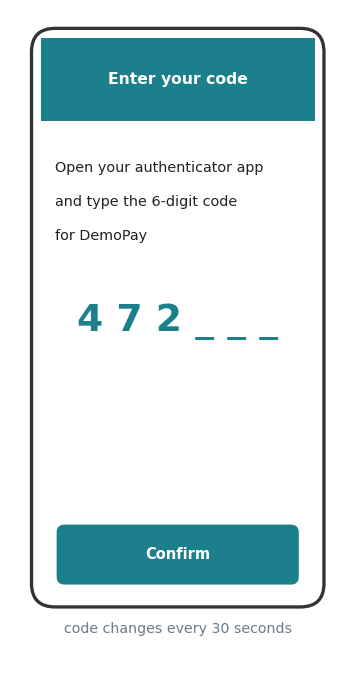 Enter your code
Open your authenticator app
and type the 6-digit code
for DemoPay
4 7 2 _ _ _
Confirm
code changes every 30 seconds